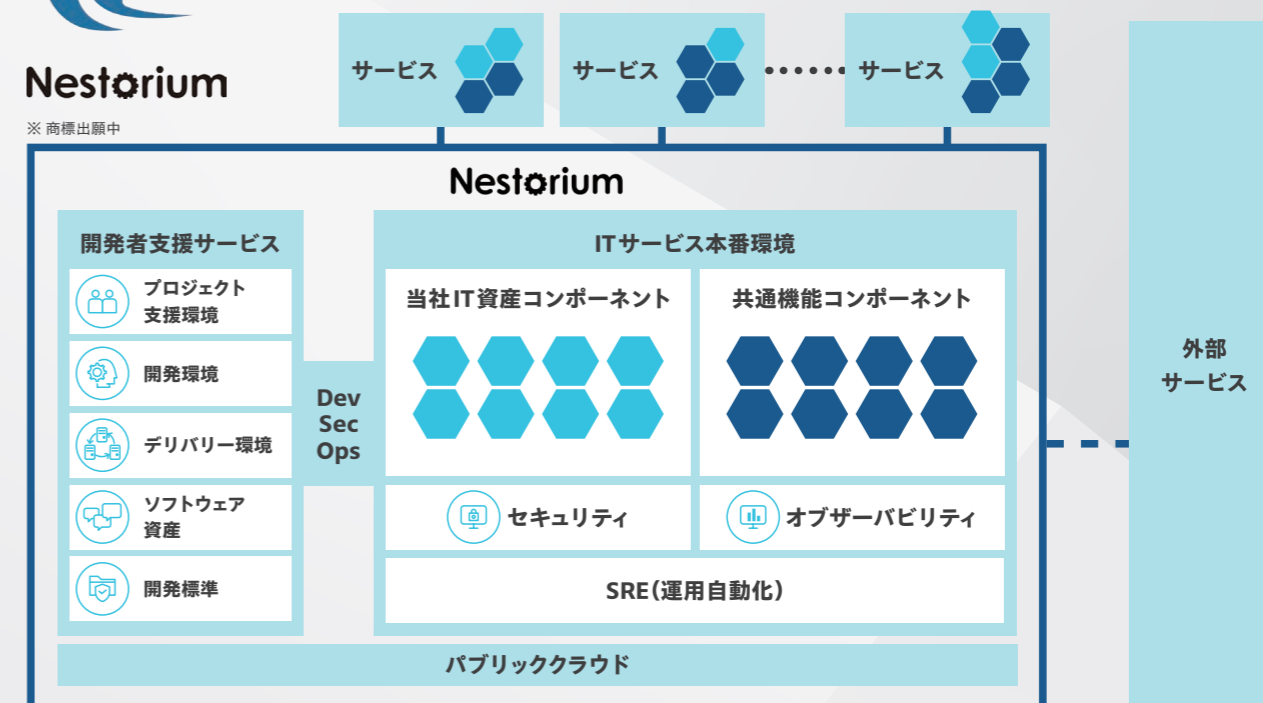 Nestorium
※ 商標出願中
サービス
サービス
サービス
Nestorium
開発者支援サービス
プロジェクト
支援環境
開発環境
デリバリー環境
ソフトウェア
資産
開発標準
Dev
Sec
Ops
ITサービス本番環境
当社IT資産コンポーネント
共通機能コンポーネント
セキュリティ
オブザーバビリティ
SRE(運用自動化)
パブリッククラウド
外部
サービス